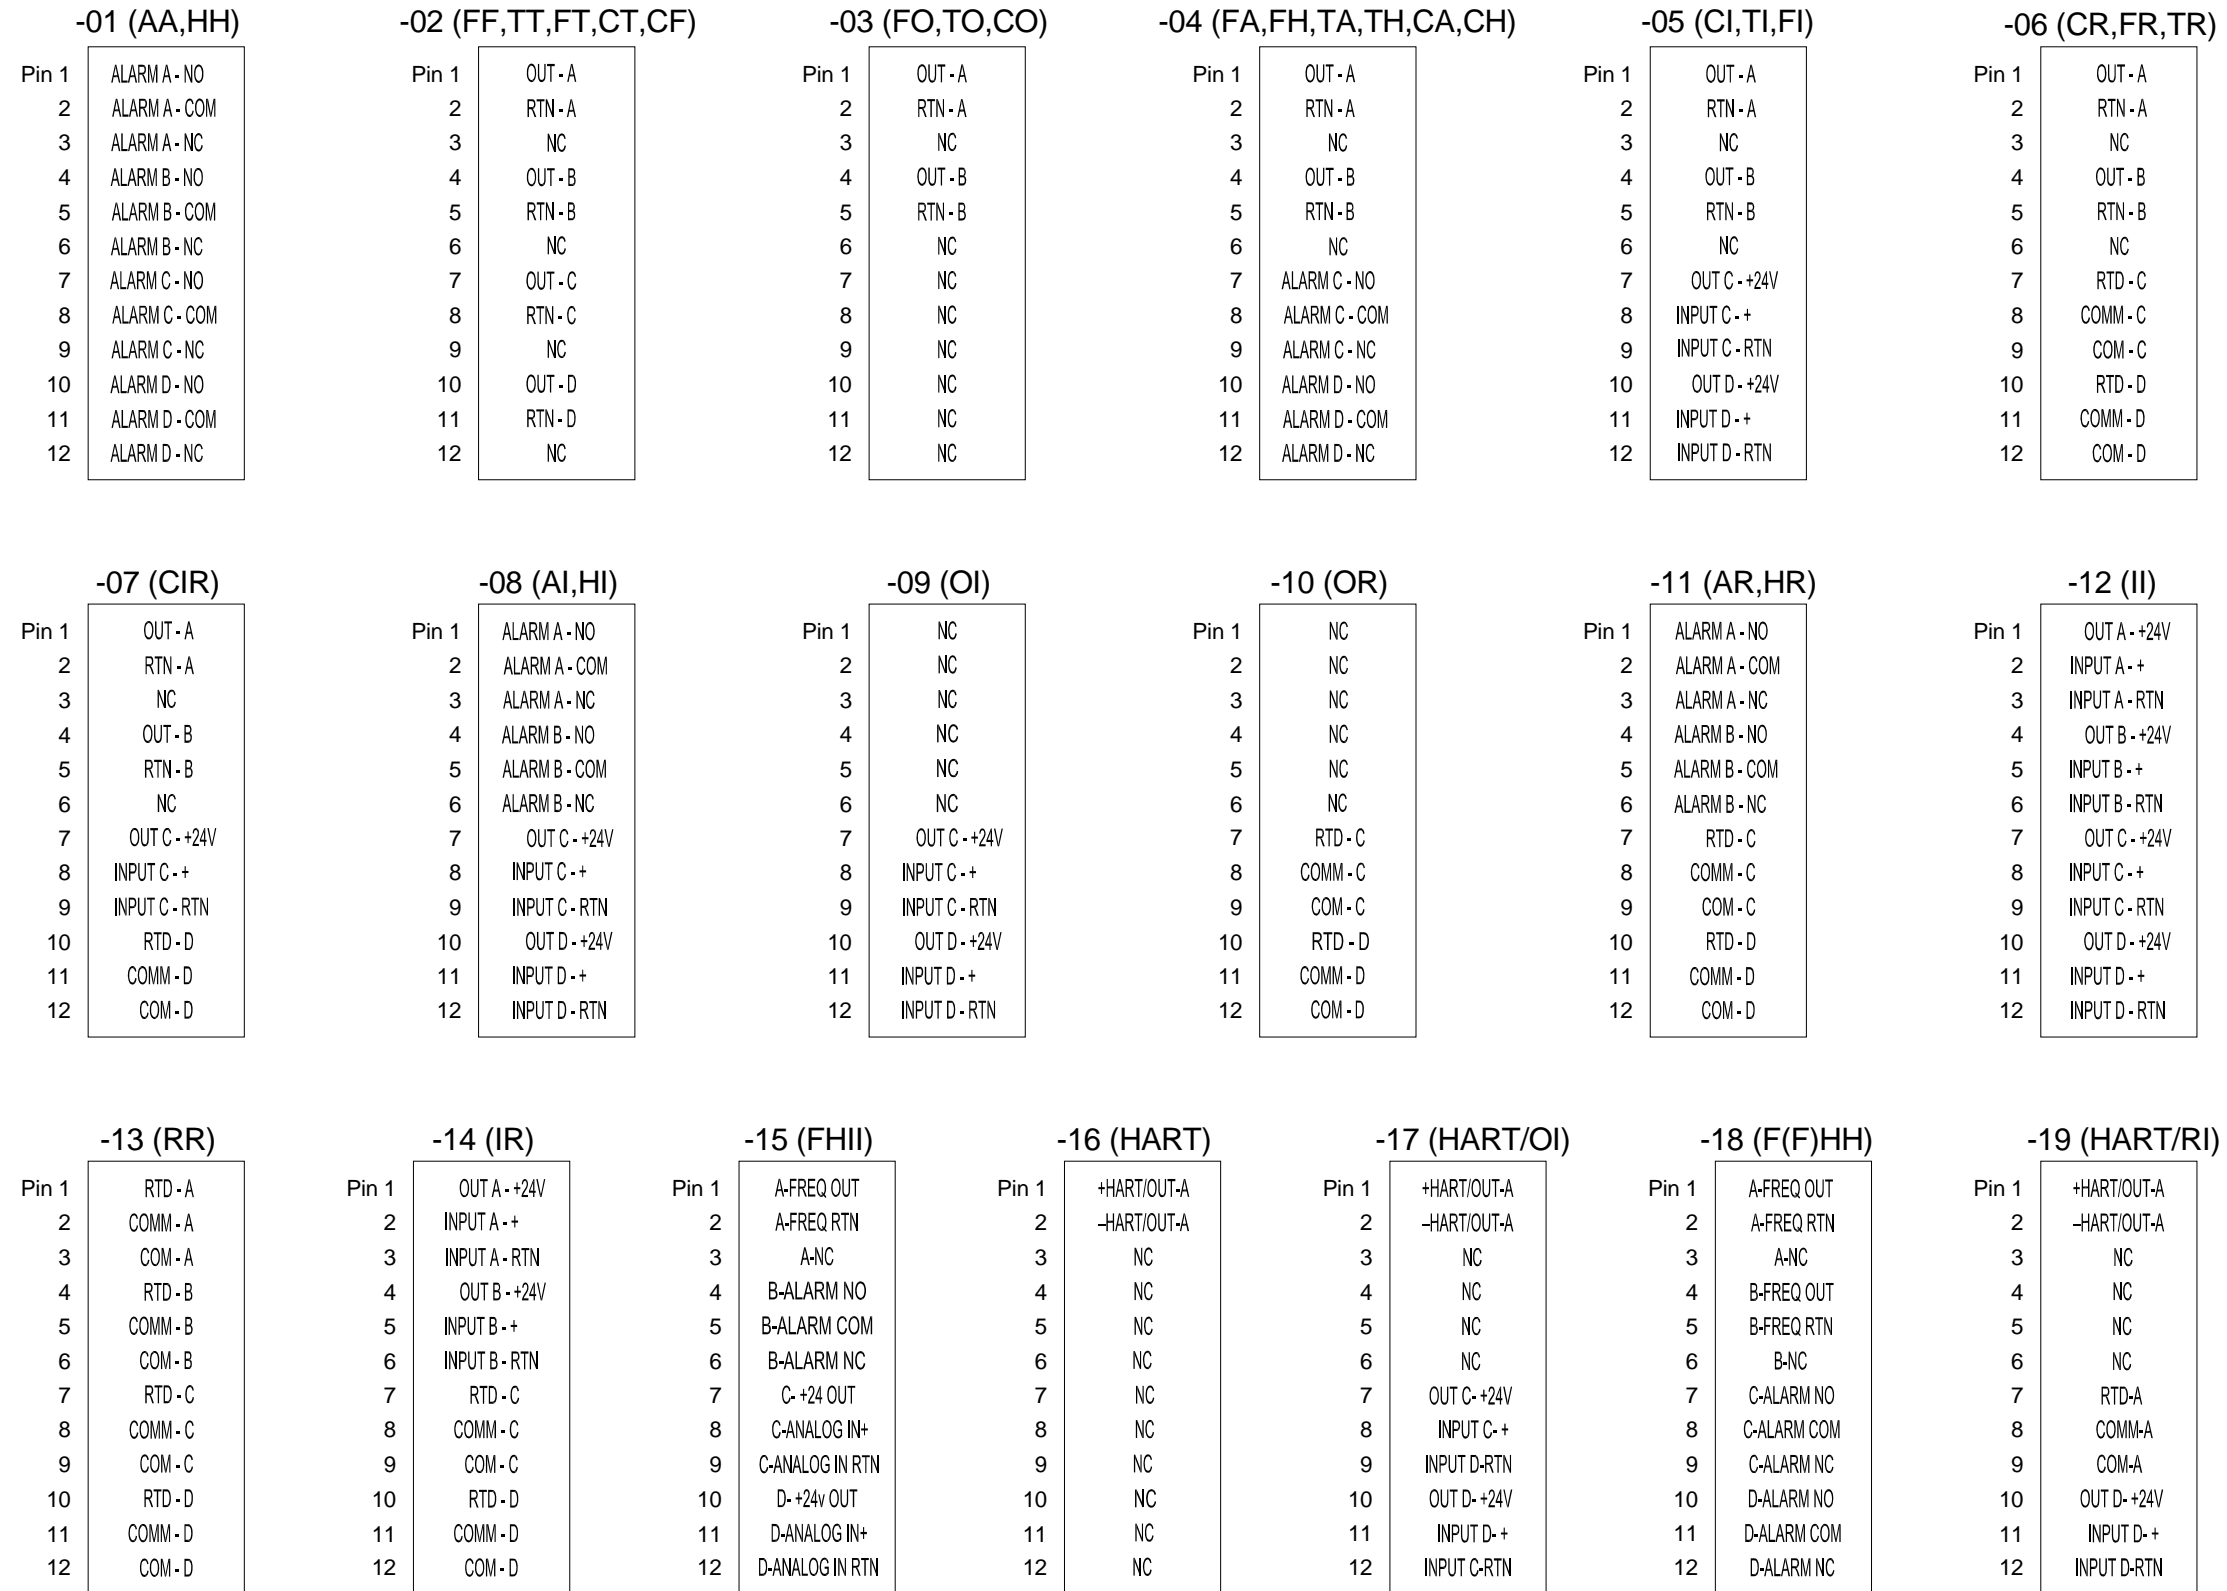 -01 (AA,HH)
Pin 1 ALARM A - NO
2 ALARM A - COM
3 ALARM A - NC
4 ALARM B - NO
5 ALARM B - COM
6 ALARM B - NC
7 ALARM C - NO
8 ALARM C - COM
9 ALARM C - NC
10 ALARM D - NO
11 ALARM D - COM
12 ALARM D - NC
-02 (FF,TT,FT,CT,CF)
Pin 1 OUT - A
2 RTN - A
3 NC
4 OUT - B
5 RTN - B
6 NC
7 OUT - C
8 RTN - C
9 NC
10 OUT - D
11 RTN - D
12 NC
-03 (FO,TO,CO)
Pin 1 OUT - A
2 RTN - A
3 NC
4 OUT - B
5 RTN - B
6 NC
7 NC
8 NC
9 NC
10 NC
11 NC
12 NC
-04 (FA,FH,TA,TH,CA,CH)
Pin 1 OUT - A
2 RTN - A
3 NC
4 OUT - B
5 RTN - B
6 NC
7 ALARM C - NO
8 ALARM C - COM
9 ALARM C - NC
10 ALARM D - NO
11 ALARM D - COM
12 ALARM D - NC
-05 (CI,TI,FI)
Pin 1 OUT - A
2 RTN - A
3 NC
4 OUT - B
5 RTN - B
6 NC
7 OUT C - +24V
8 INPUT C - +
9 INPUT C - RTN
10 OUT D - +24V
11 INPUT D - +
12 INPUT D - RTN
-06 (CR,FR,TR)
Pin 1 OUT - A
2 RTN - A
3 NC
4 OUT - B
5 RTN - B
6 NC
7 RTD - C
8 COMM - C
9 COM - C
10 RTD - D
11 COMM - D
12 COM - D
-07 (CIR)
Pin 1 OUT - A
2 RTN - A
3 NC
4 OUT - B
5 RTN - B
6 NC
7 OUT C - +24V
8 INPUT C - +
9 INPUT C - RTN
10 RTD - D
11 COMM - D
12 COM - D
-08 (AI,HI)
Pin 1 ALARM A - NO
2 ALARM A - COM
3 ALARM A - NC
4 ALARM B - NO
5 ALARM B - COM
6 ALARM B - NC
7 OUT C - +24V
8 INPUT C - +
9 INPUT C - RTN
10 OUT D - +24V
11 INPUT D - +
12 INPUT D - RTN
-09 (OI)
Pin 1 NC
2 NC
3 NC
4 NC
5 NC
6 NC
7 OUT C - +24V
8 INPUT C - +
9 INPUT C - RTN
10 OUT D - +24V
11 INPUT D - +
12 INPUT D - RTN
-10 (OR)
Pin 1 NC
2 NC
3 NC
4 NC
5 NC
6 NC
7 RTD - C
8 COMM - C
9 COM - C
10 RTD - D
11 COMM - D
12 COM - D
-11 (AR,HR)
Pin 1 ALARM A - NO
2 ALARM A - COM
3 ALARM A - NC
4 ALARM B - NO
5 ALARM B - COM
6 ALARM B - NC
7 RTD - C
8 COMM - C
9 COM - C
10 RTD - D
11 COMM - D
12 COM - D
-12 (II)
Pin 1 OUT A - +24V
2 INPUT A - +
3 INPUT A - RTN
4 OUT B - +24V
5 INPUT B - +
6 INPUT B - RTN
7 OUT C - +24V
8 INPUT C - +
9 INPUT C - RTN
10 OUT D - +24V
11 INPUT D - +
12 INPUT D - RTN
-13 (RR)
Pin 1 RTD - A
2 COMM - A
3 COM - A
4 RTD - B
5 COMM - B
6 COM - B
7 RTD - C
8 COMM - C
9 COM - C
10 RTD - D
11 COMM - D
12 COM - D
-14 (IR)
Pin 1 OUT A - +24V
2 INPUT A - +
3 INPUT A - RTN
4 OUT B - +24V
5 INPUT B - +
6 INPUT B - RTN
7 RTD - C
8 COMM - C
9 COM - C
10 RTD - D
11 COMM - D
12 COM - D
-15 (FHII)
Pin 1 A-FREQ OUT
2 A-FREQ RTN
3 A-NC
4 B-ALARM NO
5 B-ALARM COM
6 B-ALARM NC
7 C- +24 OUT
8 C-ANALOG IN+
9 C-ANALOG IN RTN
10 D- +24v OUT
11 D-ANALOG IN+
12 D-ANALOG IN RTN
-16 (HART)
Pin 1 +HART/OUT-A
2 –HART/OUT-A
3 NC
4 NC
5 NC
6 NC
7 NC
8 NC
9 NC
10 NC
11 NC
12 NC
-17 (HART/OI)
Pin 1 +HART/OUT-A
2 –HART/OUT-A
3 NC
4 NC
5 NC
6 NC
7 OUT C- +24V
8 INPUT C- +
9 INPUT D-RTN
10 OUT D- +24V
11 INPUT D- +
12 INPUT C-RTN
-18 (F(F)HH)
Pin 1 A-FREQ OUT
2 A-FREQ RTN
3 A-NC
4 B-FREQ OUT
5 B-FREQ RTN
6 B-NC
7 C-ALARM NO
8 C-ALARM COM
9 C-ALARM NC
10 D-ALARM NO
11 D-ALARM COM
12 D-ALARM NC
-19 (HART/RI)
Pin 1 +HART/OUT-A
2 –HART/OUT-A
3 NC
4 NC
5 NC
6 NC
7 RTD-A
8 COMM-A
9 COM-A
10 OUT D- +24V
11 INPUT D- +
12 INPUT D-RTN